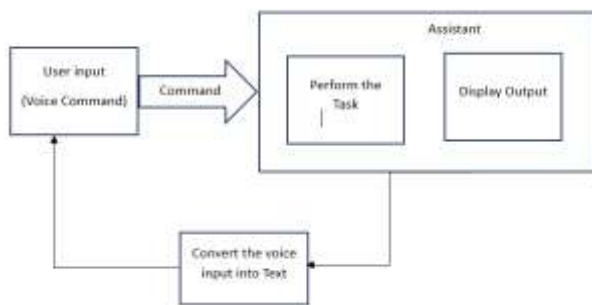 Assistant
User input
(Voice Command)
Command
Perform the
Task
Display Output
Convert the voice
input into Text